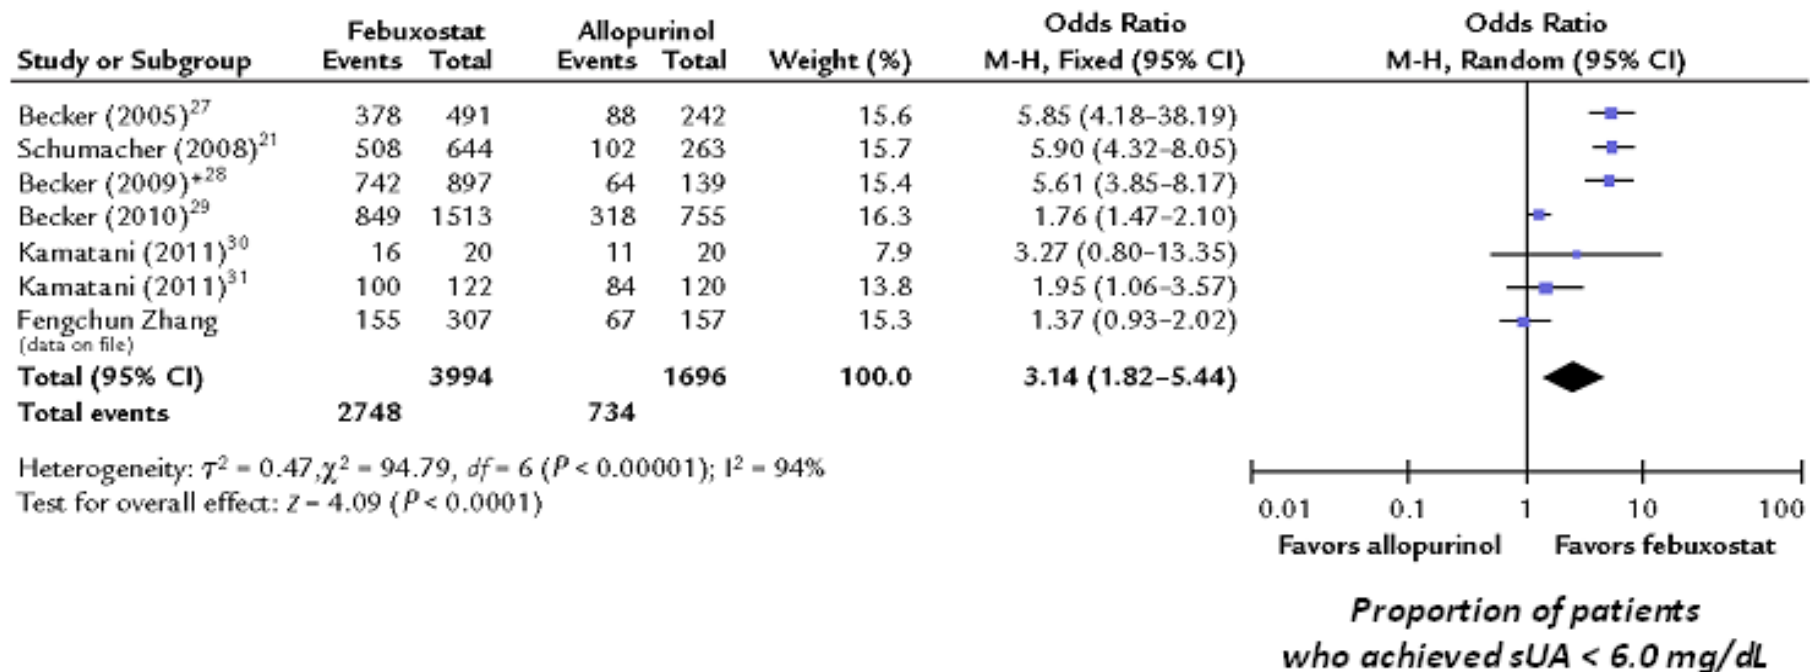 Febuxostat Allopurinol Odds Ratio Odds Ratio
Study or Subgroup Events Total Events Total Weight (%) M-H, Fixed (95% CI) M-H, Random (95% CI)
Becker (2005)27 378 491 88 242 15.6 5.85 (4.18–38.19)
Schumacher (2008)21 508 644 102 263 15.7 5.90 (4.32–8.05)
Becker (2009)*28 742 897 64 139 15.4 5.61 (3.85–8.17)
Becker (2010)29 849 1513 318 755 16.3 1.76 (1.47–2.10)
Kamatani (2011)30 16 20 11 20 7.9 3.27 (0.80–13.35)
Kamatani (2011)31 100 122 84 120 13.8 1.95 (1.06–3.57)
Fengchun Zhang 155 307 67 157 15.3 1.37 (0.93–2.02)
(data on file)
Total (95% CI) 3994 1696 100.0 3.14 (1.82–5.44)
Total events 2748 734
Heterogeneity: τ2 = 0.47,χ2 = 94.79, df = 6 (P < 0.00001); I2 = 94%
Test for overall effect: z = 4.09 (P < 0.0001)
0.01 0.1 1 10 100
Favors allopurinol Favors febuxostat
Proportion of patients
who achieved sUA < 6.0 mg/dL